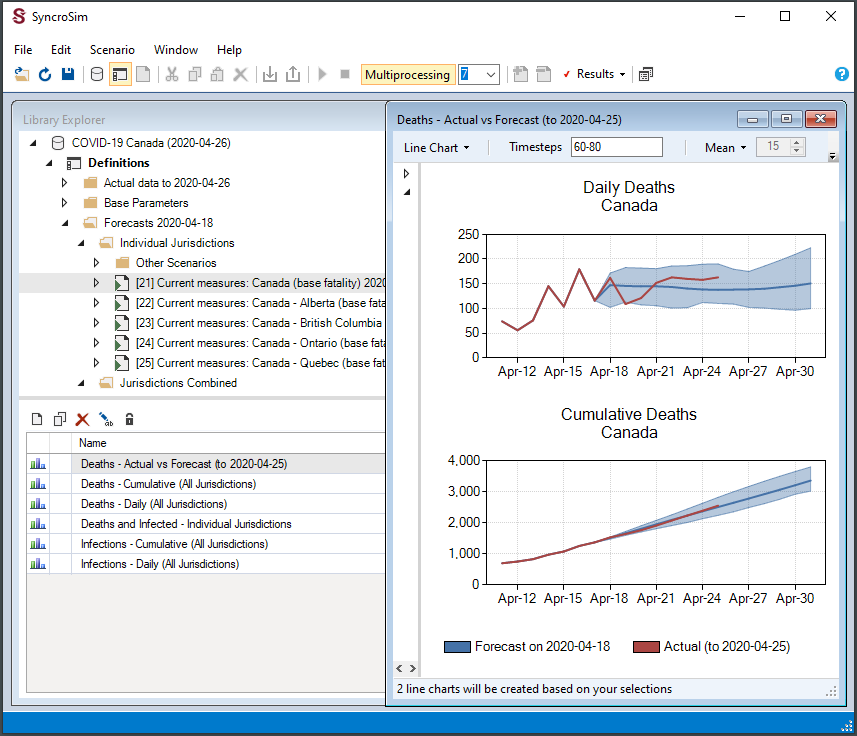 SyncroSim
File Edit Scenario Window Help
Multiprocessing 7 Results
Library Explorer
COVID-19 Canada (2020-04-26)
Definitions
Actual data to 2020-04-26
Base Parameters
Forecasts 2020-04-18
Individual Jurisdictions
Other Scenarios
[21] Current measures: Canada (base fatality) 2020
[22] Current measures: Canada - Alberta (base fata
[23] Current measures: Canada - British Columbia
[24] Current measures: Canada - Ontario (base fata
[25] Current measures: Canada - Quebec (base fat
Jurisdictions Combined
Name
Deaths - Actual vs Forecast (to 2020-04-25)
Deaths - Cumulative (All Jurisdictions)
Deaths - Daily (All Jurisdictions)
Deaths and Infected - Individual Jurisdictions
Infections - Cumulative (All Jurisdictions)
Infections - Daily (All Jurisdictions)
Deaths - Actual vs Forecast (to 2020-04-25)
Line Chart Timesteps 60-80 Mean 15
Daily Deaths
Canada
250
200
150
100
50
0
Apr-12 Apr-15 Apr-18 Apr-21 Apr-24 Apr-27 Apr-30
Cumulative Deaths
Canada
4,000
3,000
2,000
1,000
0
Apr-12 Apr-15 Apr-18 Apr-21 Apr-24 Apr-27 Apr-30
Forecast on 2020-04-18 Actual (to 2020-04-25)
2 line charts will be created based on your selections